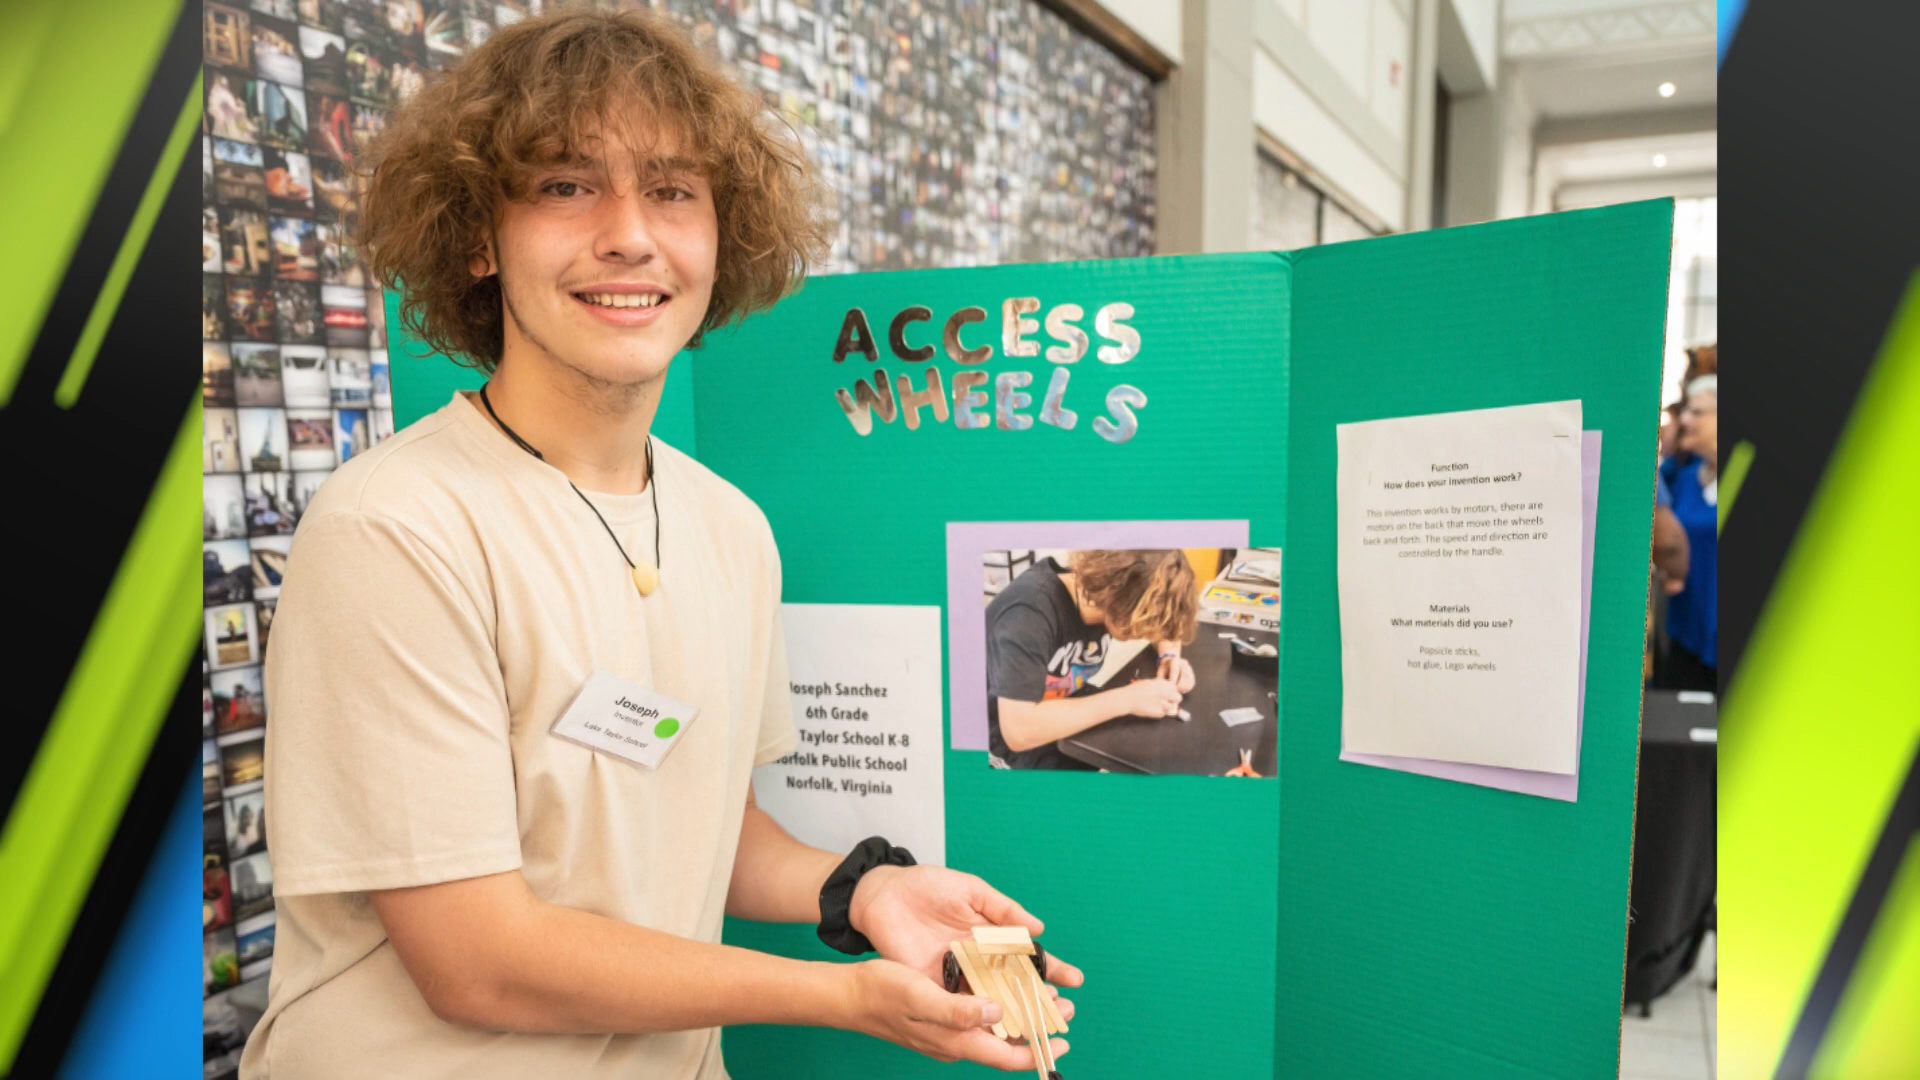 ACCESS
WHEELS
Function
How does your invention work?
This invention works by motors, there are
motors on the back that move the wheels
back and forth. The speed and direction are
controlled by the handle.
Materials
What materials did you use?
Popsicle sticks,
hot glue, Lego wheels
Joseph Sanchez
6th Grade
Taylor School K-8
orfolk Public School
Norfolk, Virginia
Joseph
Inventor
Lake Taylor School